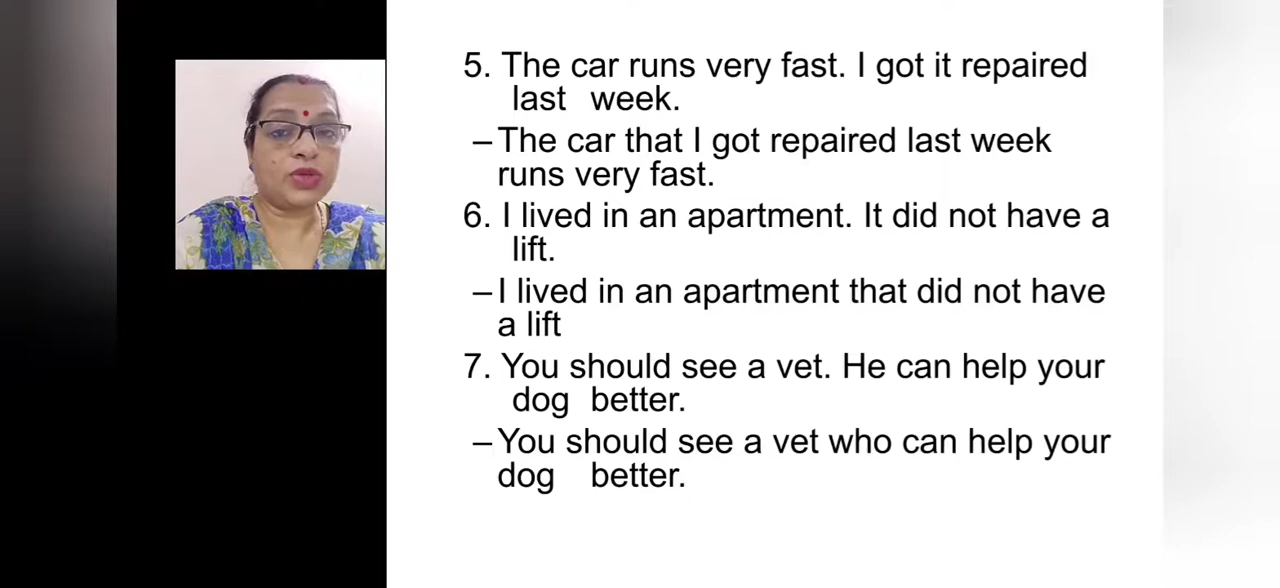 5. The car runs very fast. I got it repaired
last week.
– The car that I got repaired last week
runs very fast.
6. I lived in an apartment. It did not have a
lift.
– I lived in an apartment that did not have
a lift
7. You should see a vet. He can help your
dog better.
– You should see a vet who can help your
dog better.